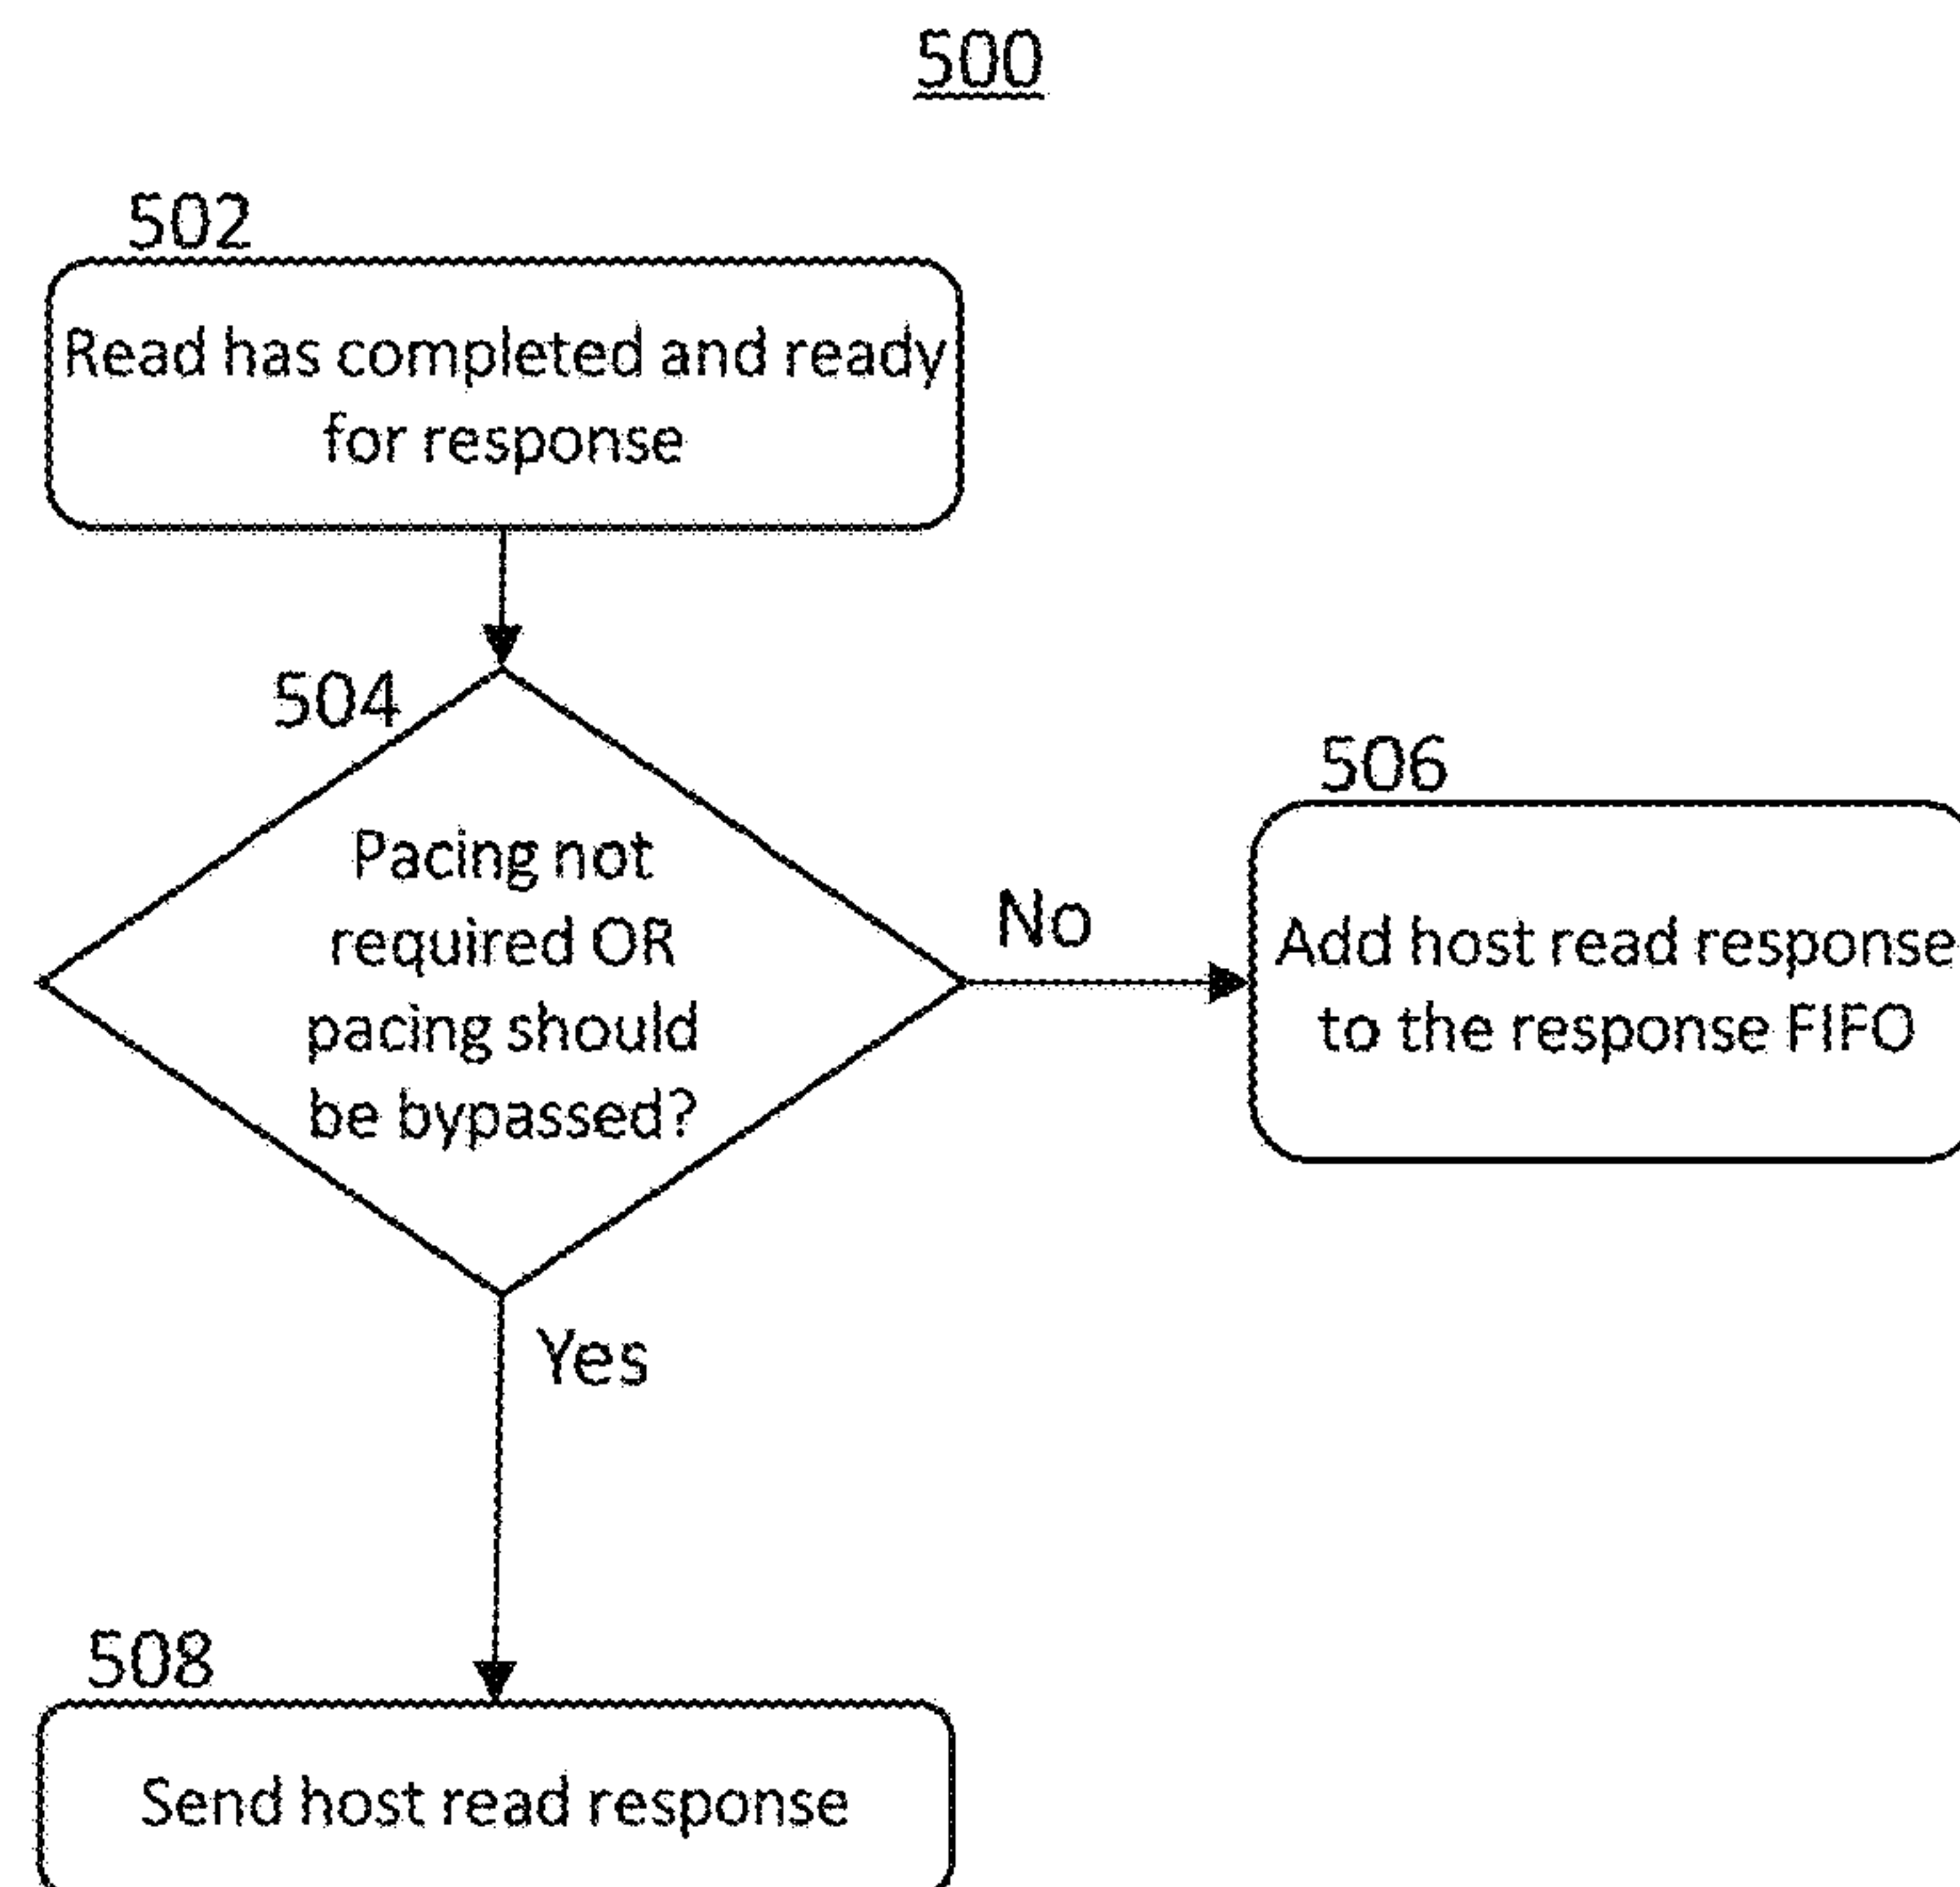 500
502
Read has completed and ready
for response
504
Pacing not
required OR
pacing should
be bypassed?
No
506
Add host read response
to the response FIFO
Yes
508
Send host read response